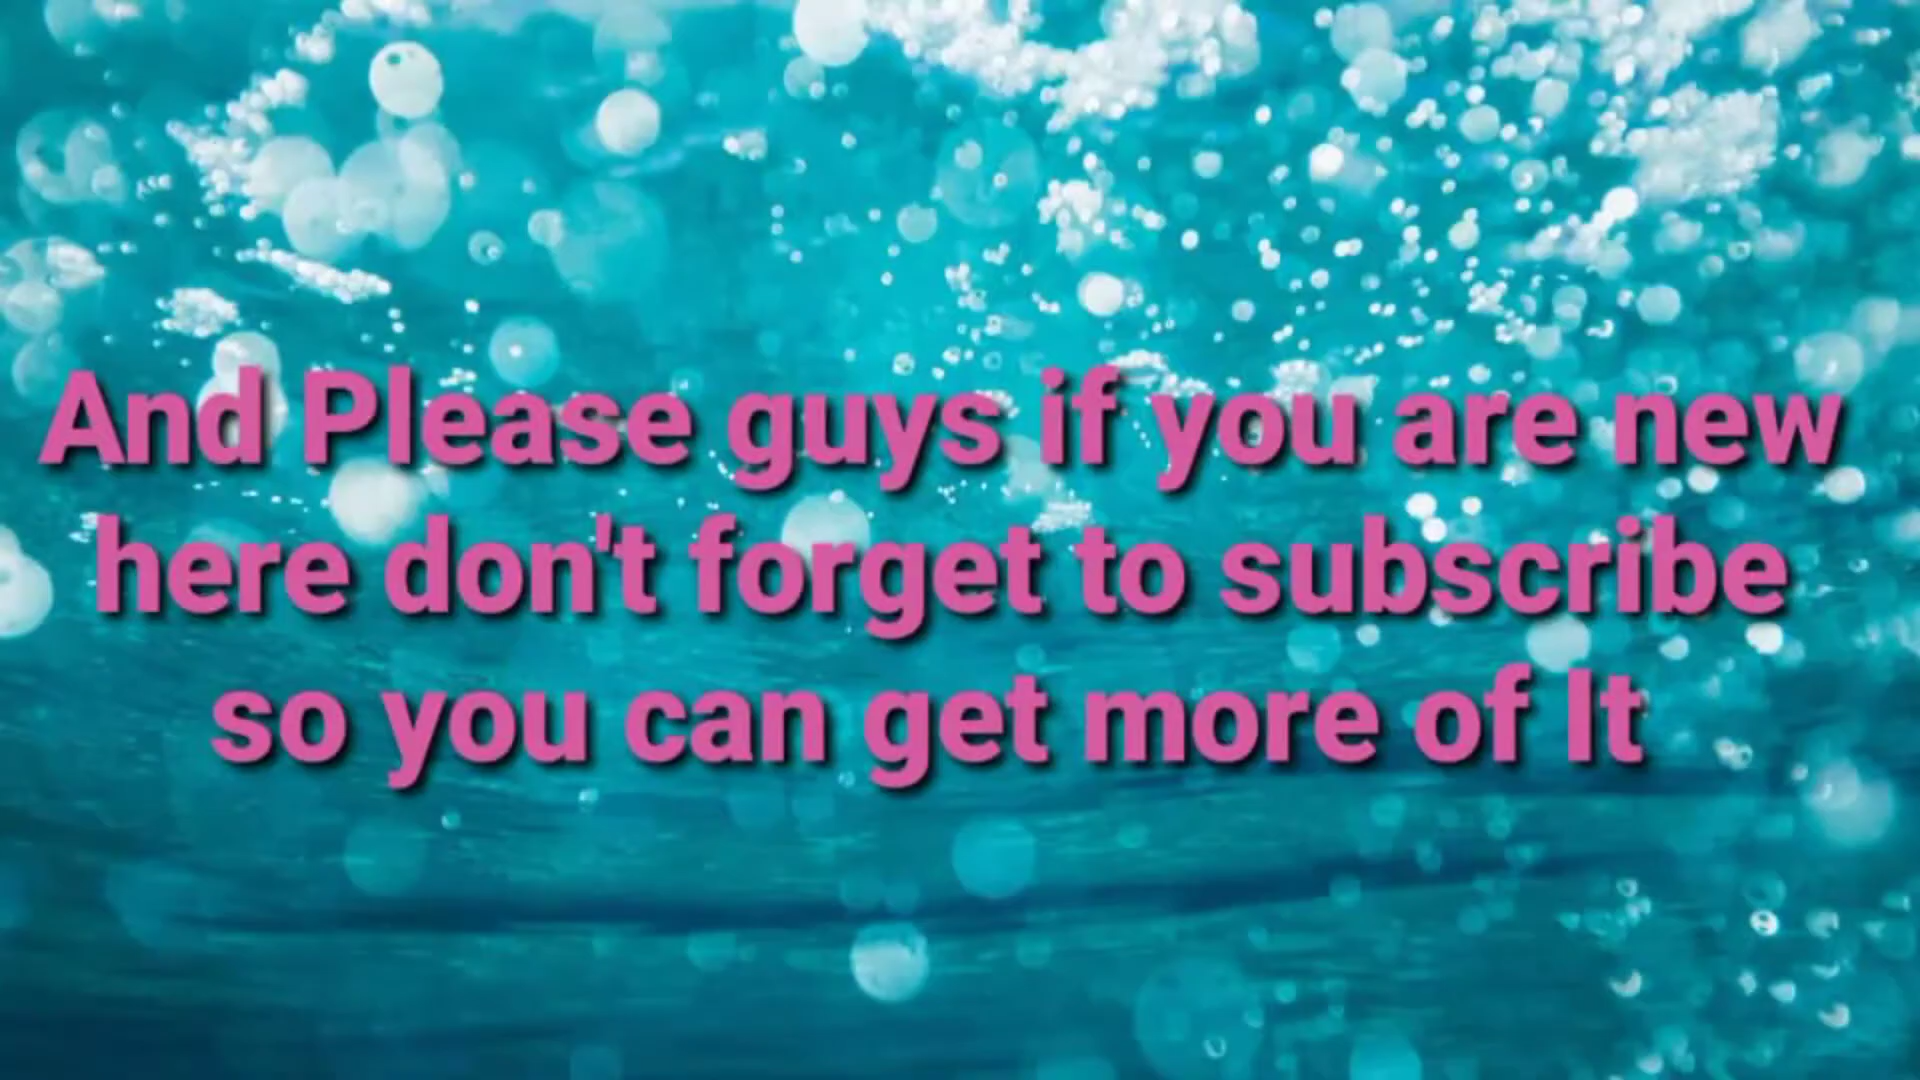 And Please guys if you are new
here don't forget to subscribe
so you can get more of It